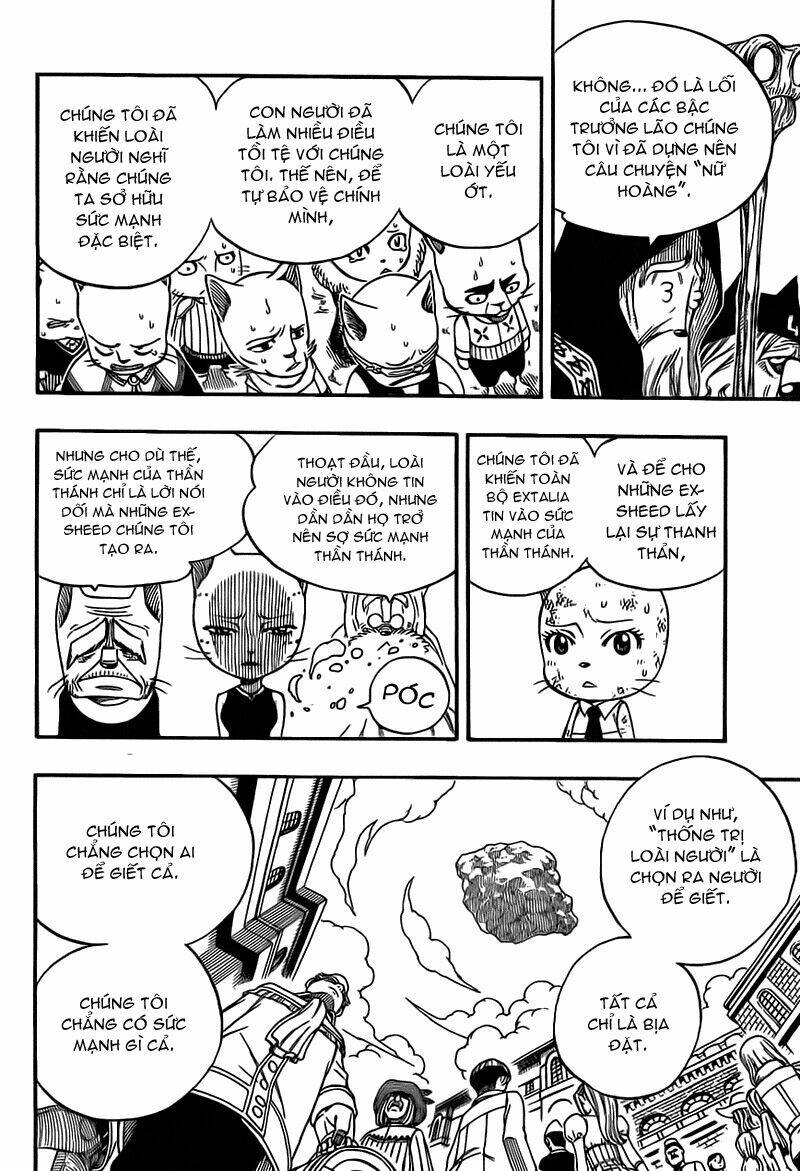 KHÔNG... ĐÓ LÀ LỖI
CỦA CÁC BẬC
TRƯỞNG LÃO CHÚNG
TÔI VÌ ĐÃ DỰNG NÊN
CÂU CHUYỆN "NỮ
HOÀNG".
CHÚNG TÔI
LÀ MỘT
LOÀI YẾU
ỚT.
CON NGƯỜI ĐÃ
LÀM NHIỀU ĐIỀU
TỒI TỆ VỚI CHÚNG
TÔI. THẾ NÊN, ĐỂ
TỰ BẢO VỆ CHÍNH
MÌNH,
CHÚNG TÔI ĐÃ
KHIẾN LOÀI
NGƯỜI NGHĨ
RẰNG CHÚNG
TA SỞ HỮU
SỨC MẠNH
ĐẶC BIỆT.
VÀ ĐỂ CHO
NHỮNG EX-
SHEED LẤY
LẠI SỰ THANH
THẢN,
CHÚNG TÔI ĐÃ
KHIẾN TOÀN
BỘ EXTALIA
TIN VÀO SỨC
MẠNH CỦA
THẦN THÁNH.
THOẠT ĐẦU, LOÀI
NGƯỜI KHÔNG TIN
VÀO ĐIỀU ĐÓ, NHƯNG
DẦN DẦN HỌ TRỞ
NÊN SỢ SỨC MẠNH
THẦN THÁNH.
PÓC
NHƯNG CHO DÙ THẾ,
SỨC MẠNH CỦA THẦN
THÁNH CHỈ LÀ LỜI NÓI
DỐI MÀ NHỮNG EX-
SHEED CHÚNG TÔI
TẠO RA.
VÍ DỤ NHƯ,
"THỐNG TRỊ
LOÀI NGƯỜI" LÀ
CHỌN RA NGƯỜI
ĐỂ GIẾT.
TẤT CẢ
CHỈ LÀ BỊA
ĐẶT.
CHÚNG TÔI
CHẲNG CHỌN AI
ĐỂ GIẾT CẢ.
CHÚNG TÔI
CHẲNG CÓ SỨC
MẠNH GÌ CẢ.